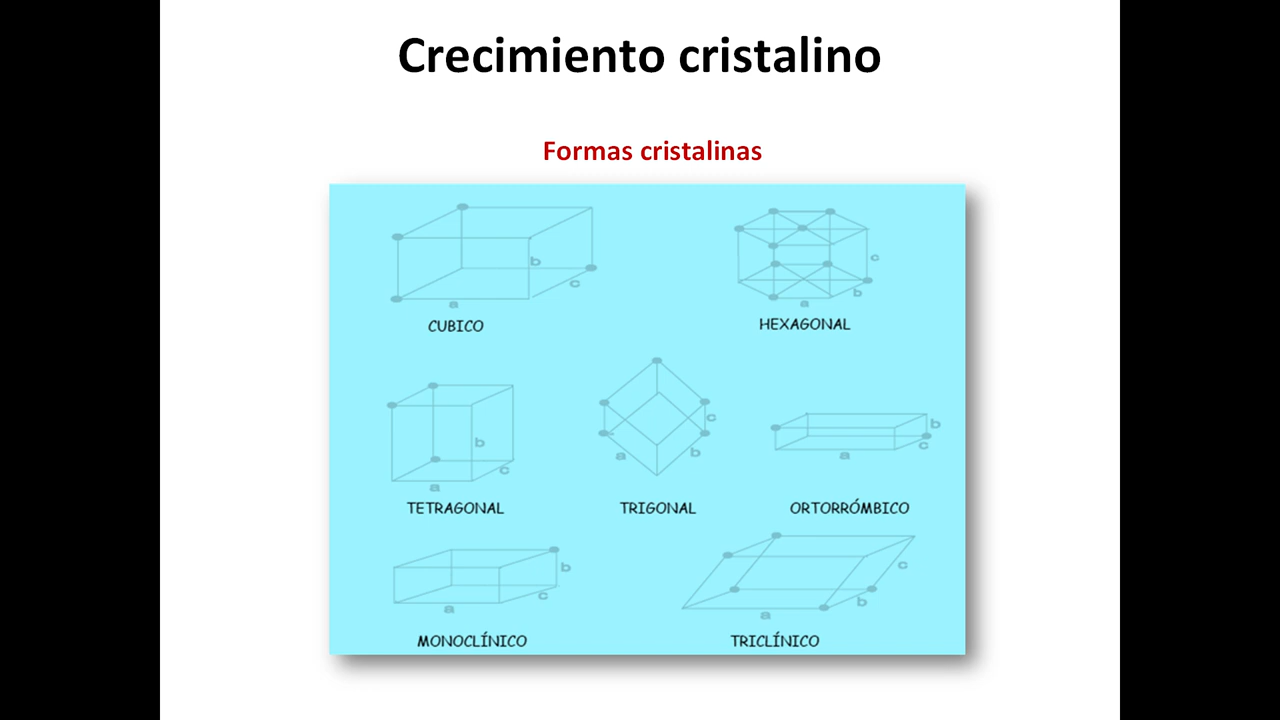 Crecimiento cristalino
Formas cristalinas
b
c
a
CUBICO
c
b
a
HEXAGONAL
b
c
a
TETRAGONAL
c
b
a
TRIGONAL
b
c
a
ORTORRÓMBICO
b
c
a
MONOCLÍNICO
c
b
a
TRICLÍNICO